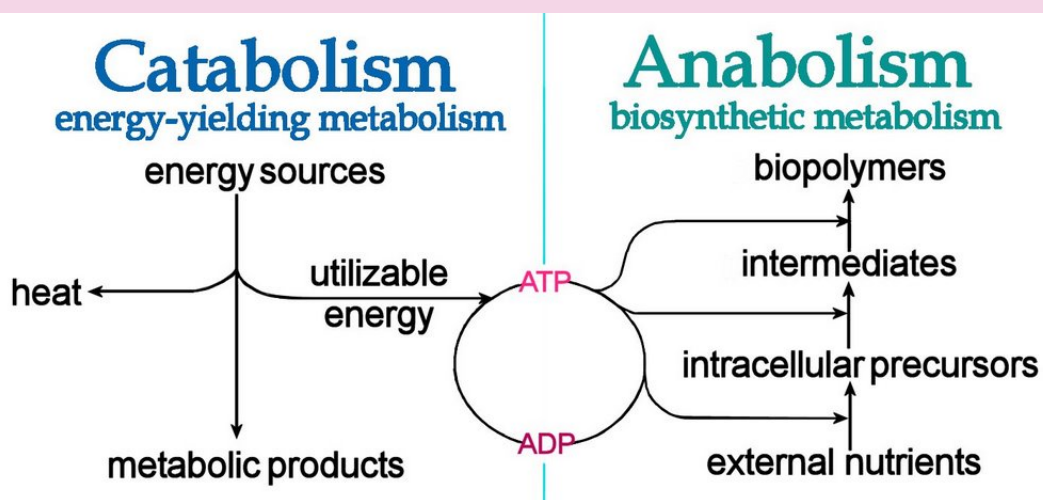 Catabolism
energy-yielding metabolism
energy sources
heat
utilizable
energy
metabolic products
ATP
ADP
Anabolism
biosynthetic metabolism
biopolymers
intermediates
intracellular precursors
external nutrients